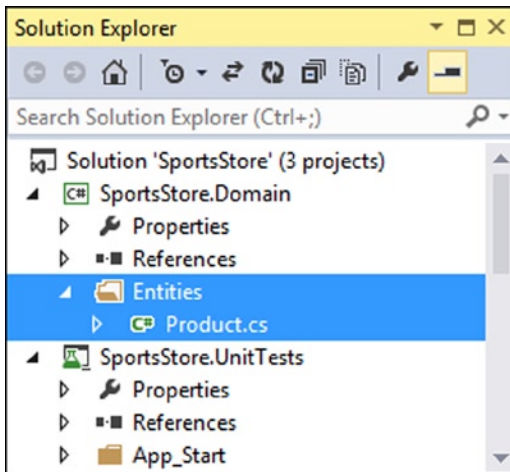 Solution Explorer
Search Solution Explorer (Ctrl+;)
Solution 'SportsStore' (3 projects)
C# SportsStore.Domain
Properties
References
Entities
C# Product.cs
SportsStore.UnitTests
Properties
References
App_Start